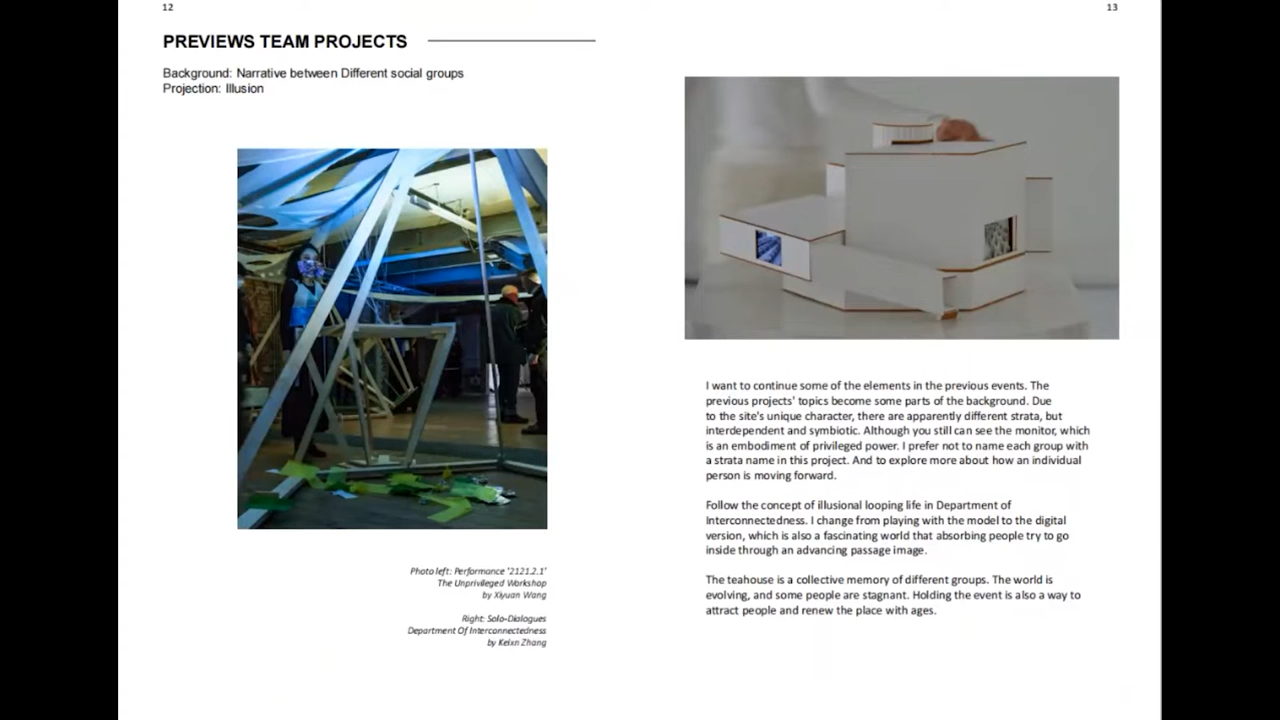 12
13
PREVIEWS TEAM PROJECTS
Background: Narrative between Different social groups
Projection: Illusion
Photo left: Performance '2121.2.1'
The Unprivileged Workshop
by Xiyuan Wang
Right: Solo-Dialogues
Department Of Interconnectedness
by Keixn Zhang
I want to continue some of the elements in the previous events. The
previous projects' topics become some parts of the background. Due
to the site's unique character, there are apparently different strata, but
interdependent and symbiotic. Although you still can see the monitor, which
is an embodiment of privileged power. I prefer not to name each group with
a strata name in this project. And to explore more about how an individual
person is moving forward.
Follow the concept of illusional looping life in Department of
Interconnectedness. I change from playing with the model to the digital
version, which is also a fascinating world that absorbing people try to go
inside through an advancing passage image.
The teahouse is a collective memory of different groups. The world is
evolving, and some people are stagnant. Holding the event is also a way to
attract people and renew the place with ages.